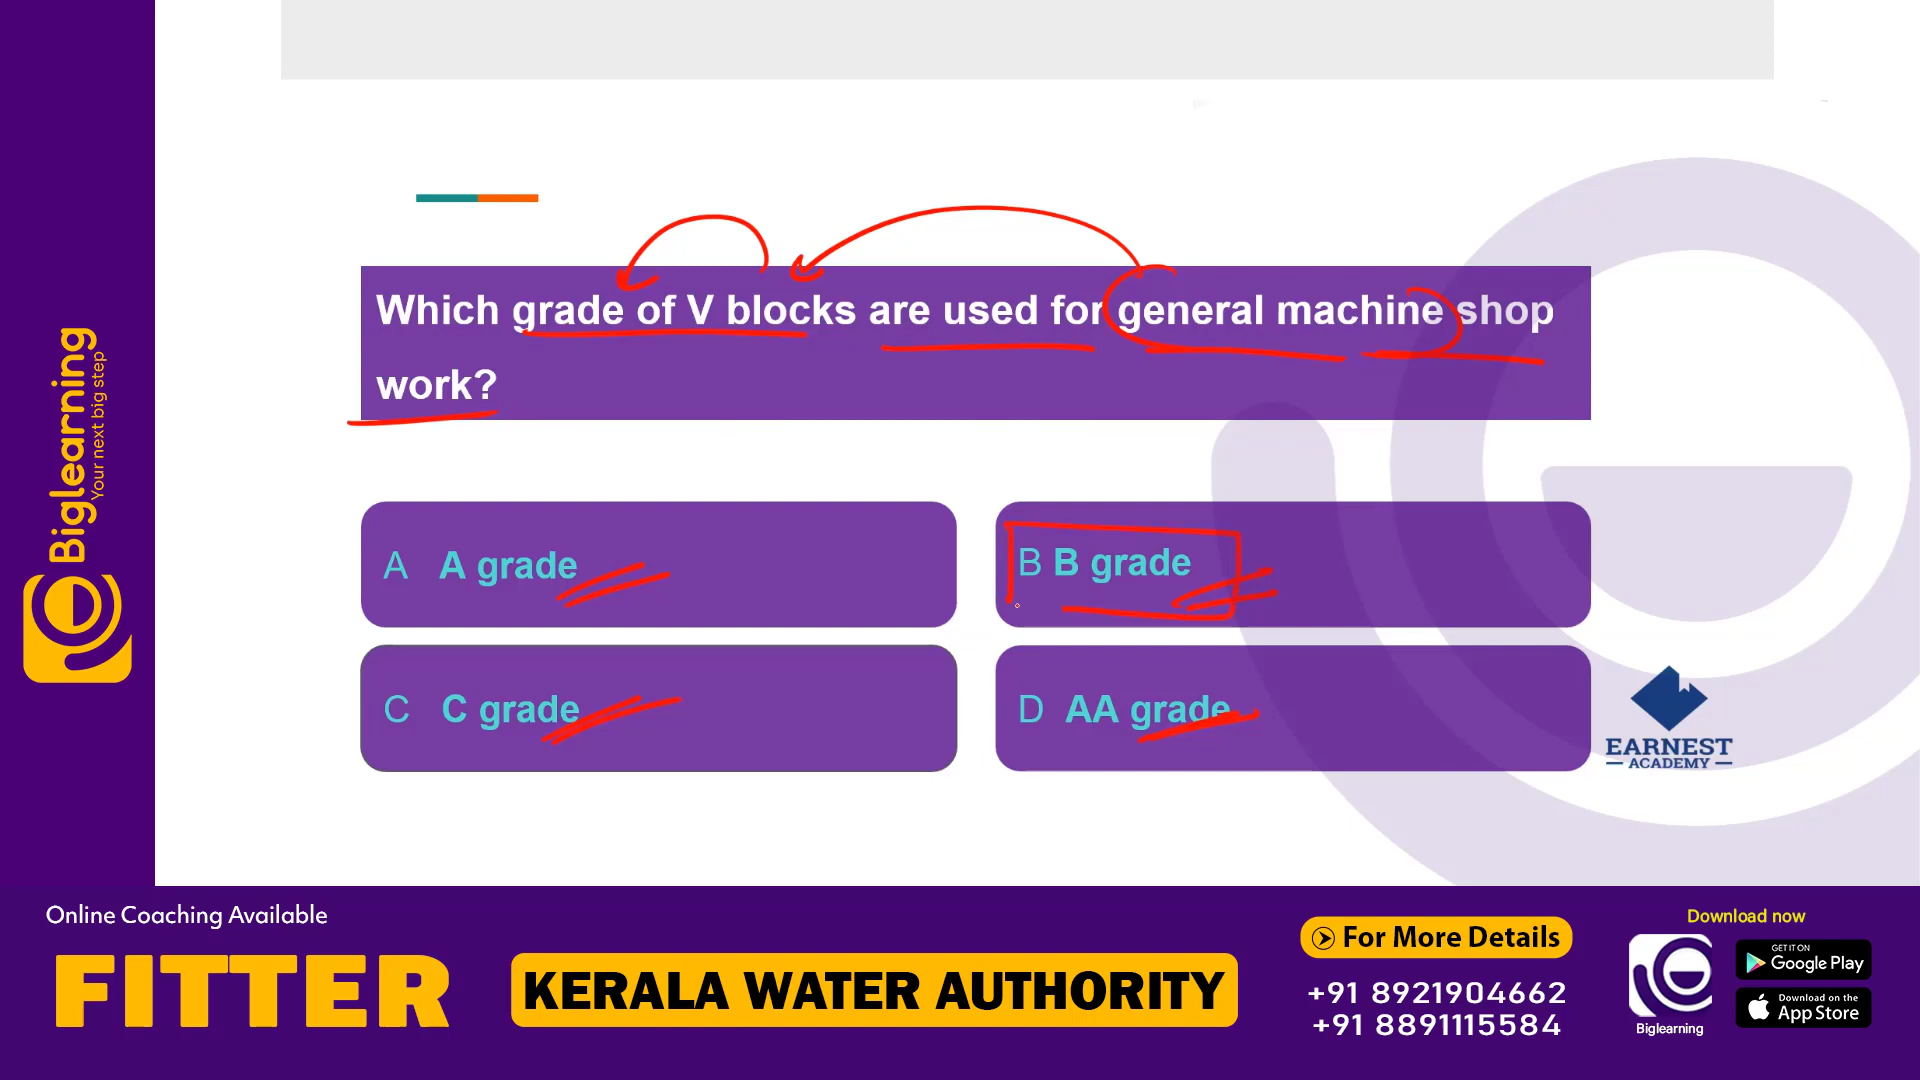 Which grade of V blocks are used for general machine shop
work?
A A grade
B B grade
C C grade
D AA grade
EARNEST
ACADEMY
Biglearning
Your next big step
Online Coaching Available
FITTER
KERALA WATER AUTHORITY
For More Details
+91 8921904662
+91 8891115584
Download now
Biglearning
GET IT ON
Google Play
Download on the
App Store